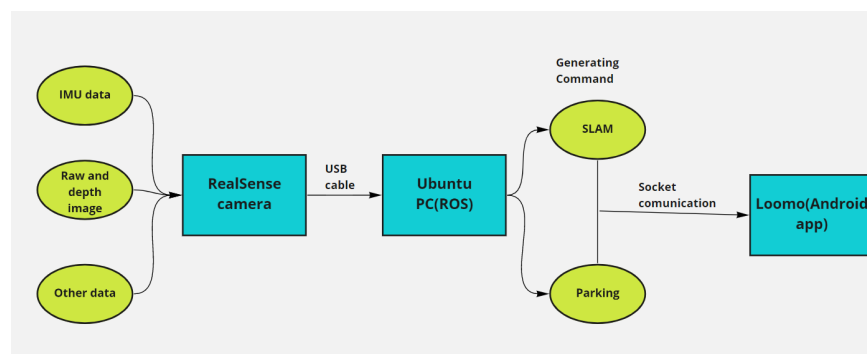 Generating
Command
IMU data
SLAM
Raw and
depth
image
RealSense
camera
USB
cable
Ubuntu
PC(ROS)
Socket
comunication
Loomo(Android
app)
Other data
Parking